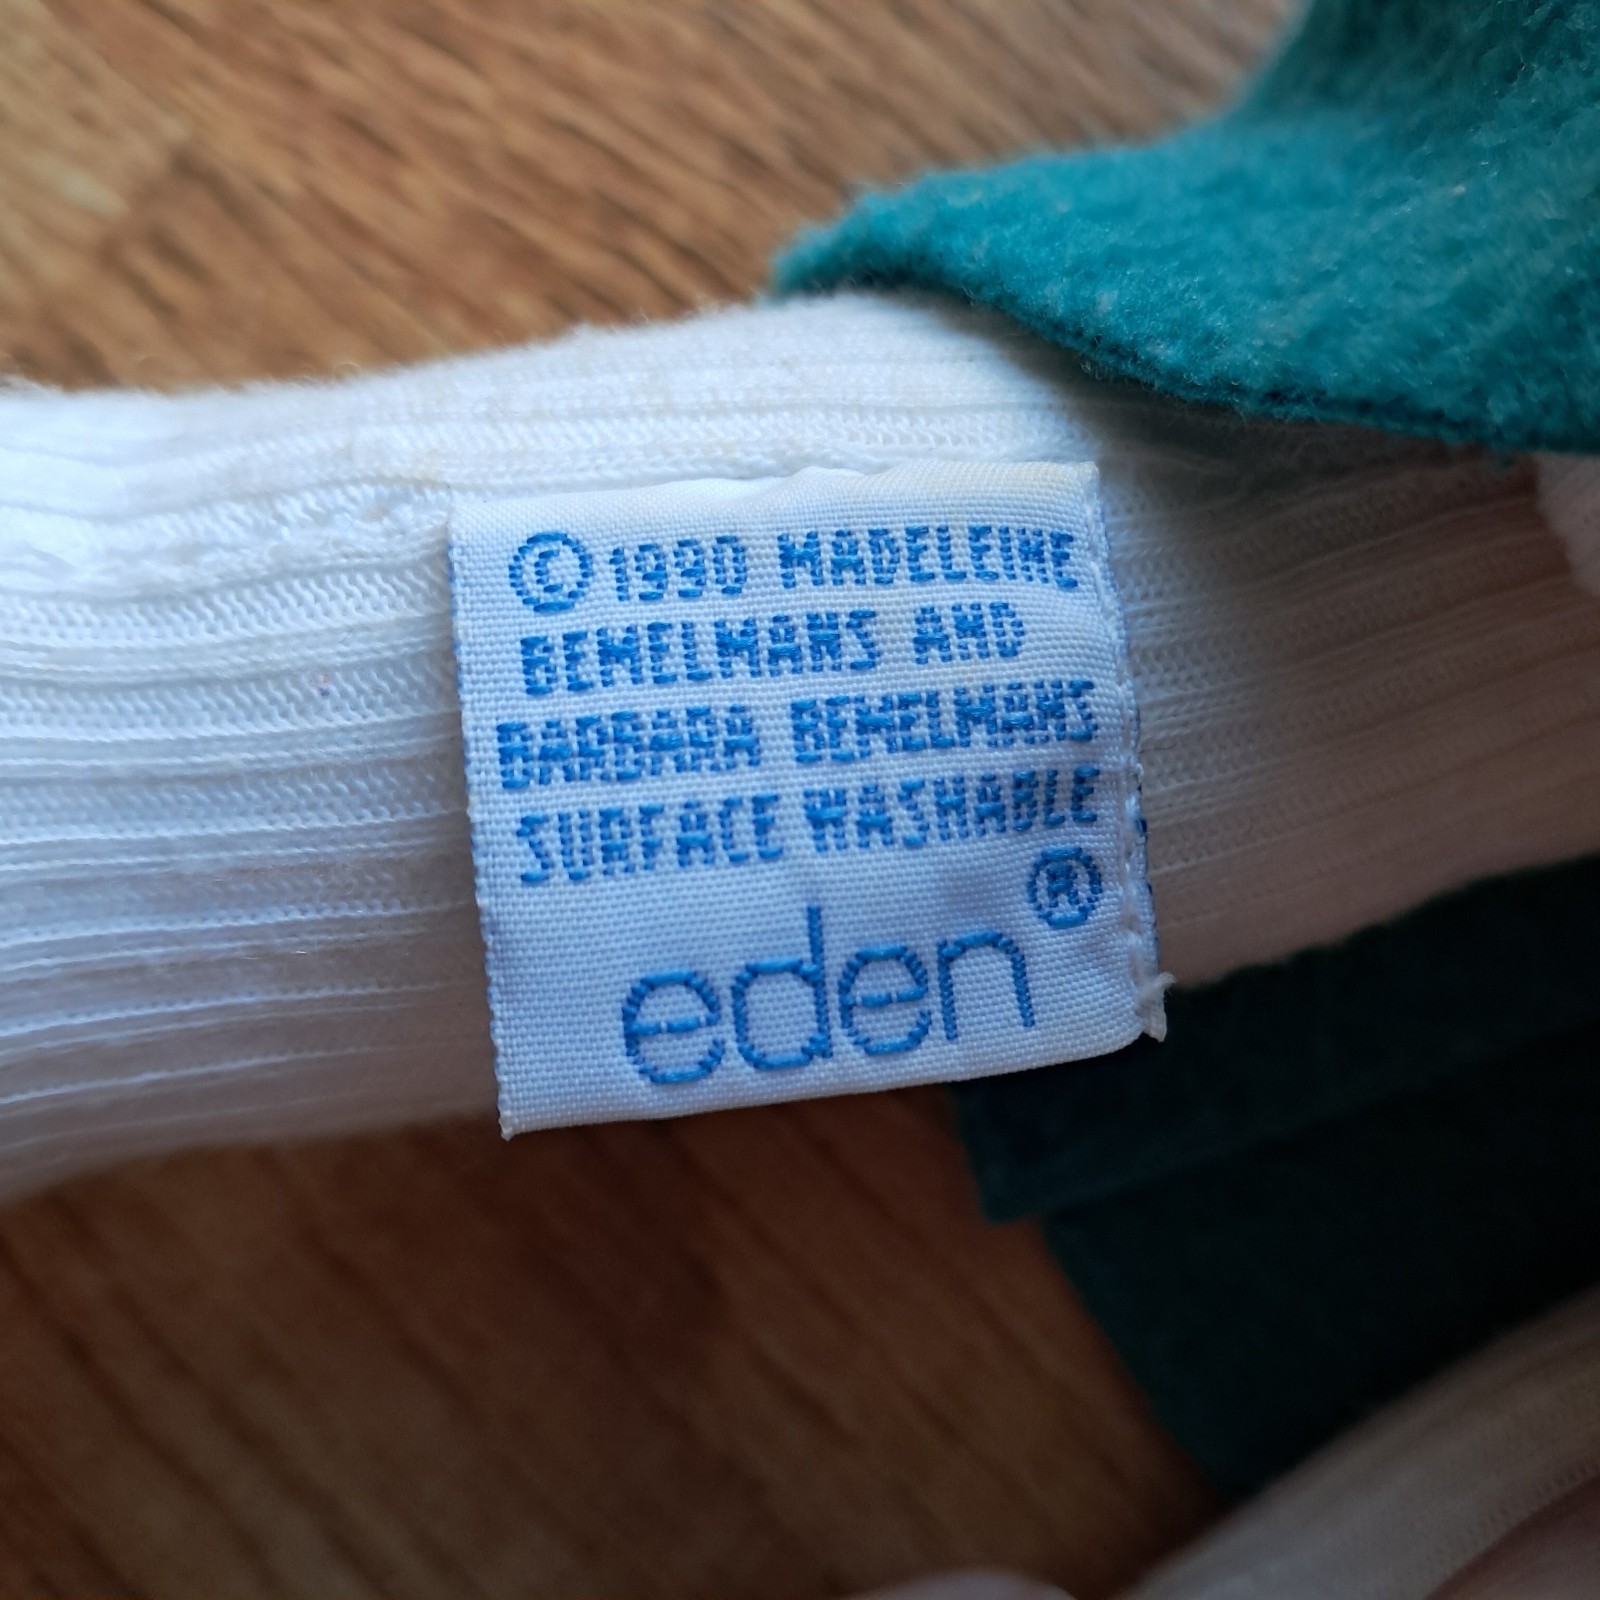 ©1990 MADELEINE
BEMELMANS AND
BARBARA BEMELMANS
SURFACE WASHABLE
eden®